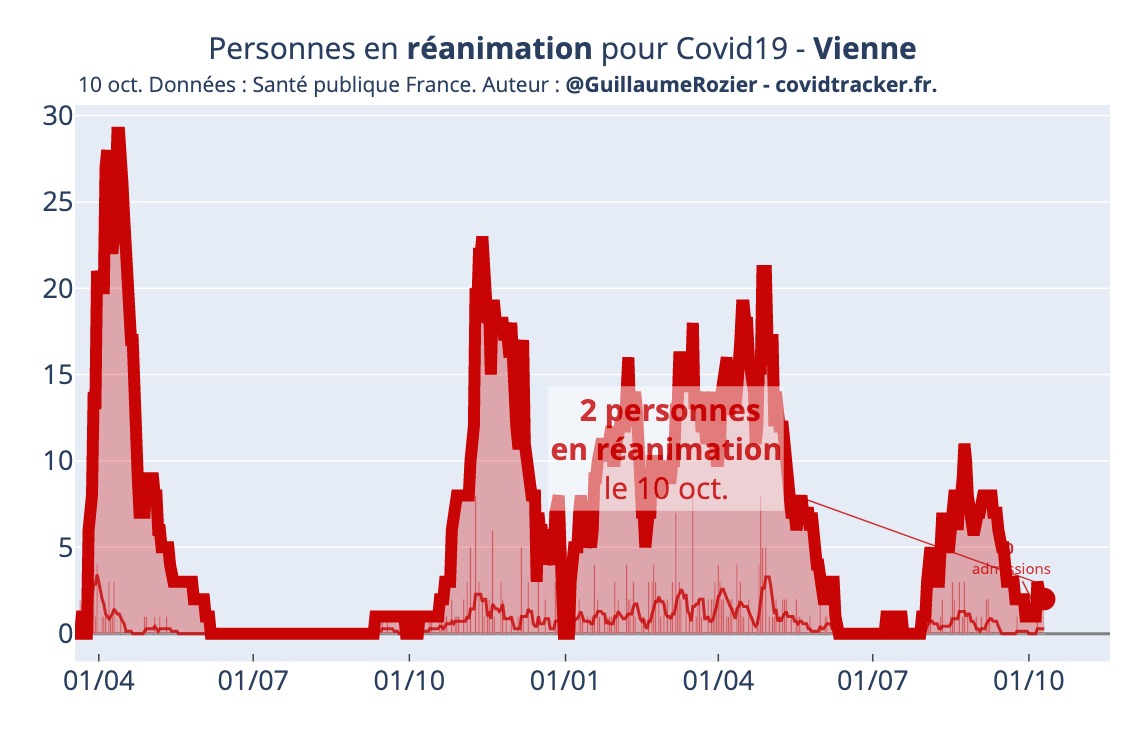 Personnes en réanimation pour Covid19 - Vienne
10 oct. Données : Santé publique France. Auteur : @GuillaumeRozier - covidtracker.fr.
30
25
20
15
10
5
0
2 personnes
en réanimation
le 10 oct.
admissions
01/04
01/07
01/10
01/01
01/04
01/07
01/10